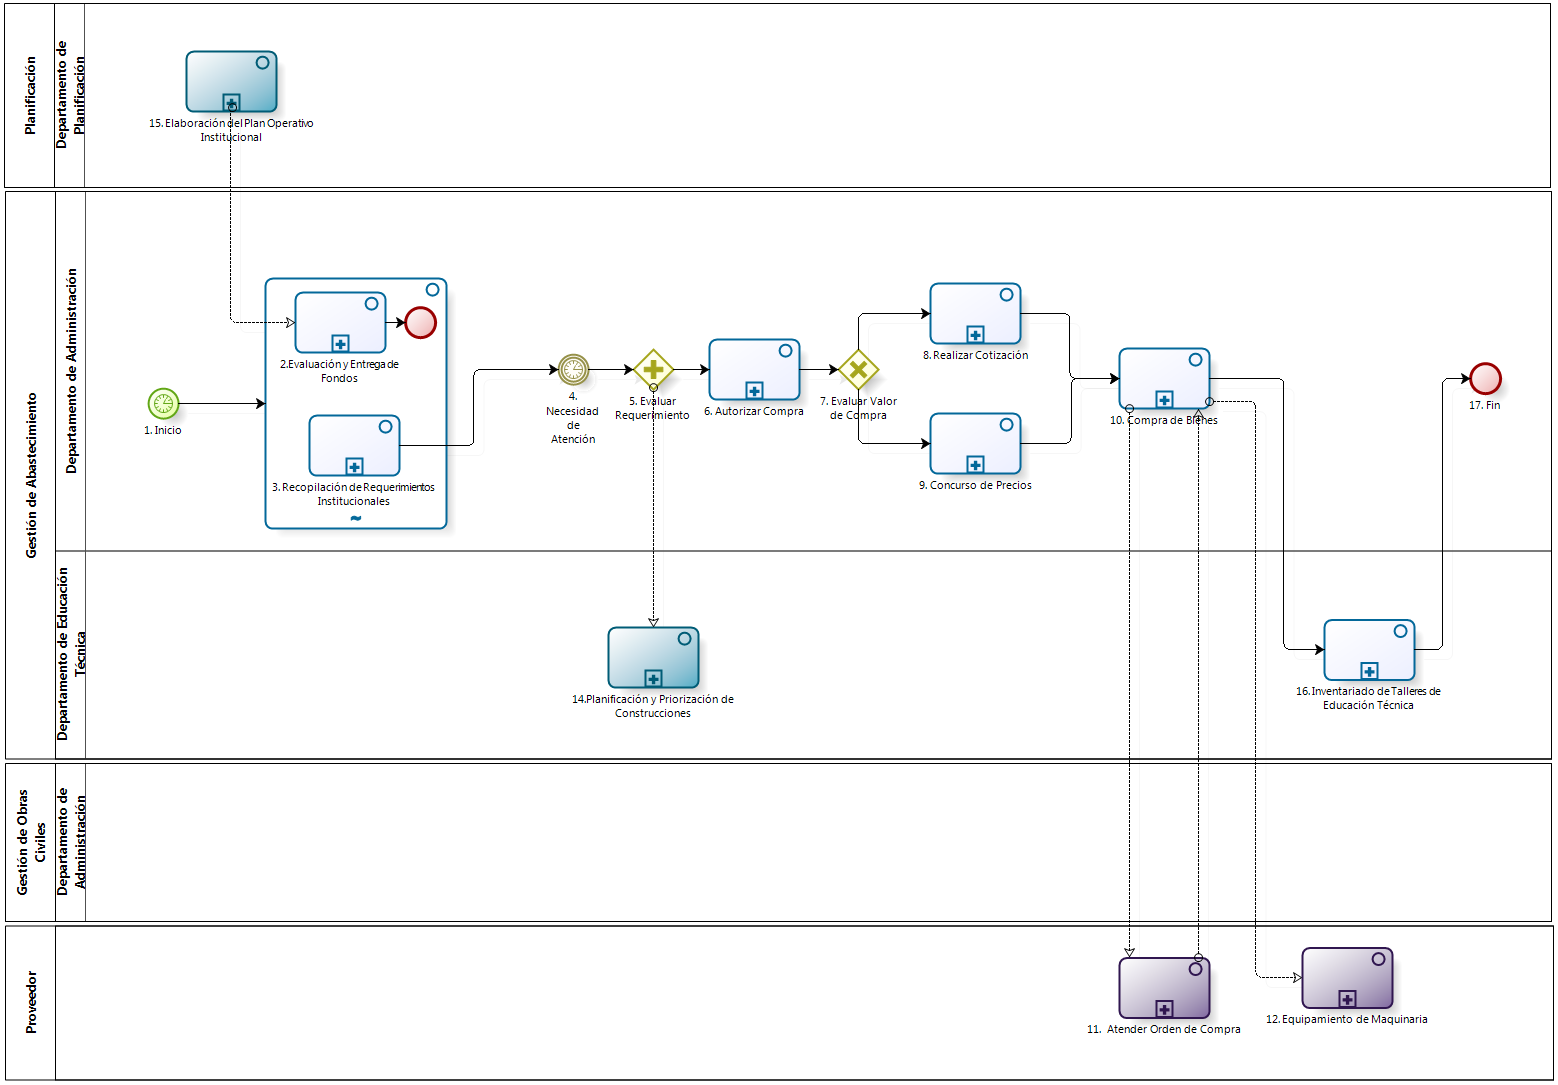 Planificación
Departamento de
Planificación
15.Elaboración del Plan Operativo
Institucional
Gestión de Abastecimiento
Departamento de Administración
1. Inicio
2.Evaluación y Entrega de
Fondos
3. Recopilación de Requerimientos
Institucionales
4.
Necesidad
de
Atención
5. Evaluar
Requerimiento
6. Autorizar Compra
7. Evaluar Valor
de Compra
8. Realizar Cotización
9. Concurso de Precios
10. Compra de Bienes
17. Fin
Departamento de Educación
Técnica
14.Planificación y Priorización de
Construcciones
16.Inventariado de Talleres de
Educación Técnica
Gestión de Obras
Civiles
Departamento de
Administración
Proveedor
11. Atender Orden de Compra
12. Equipamiento de Maquinaria